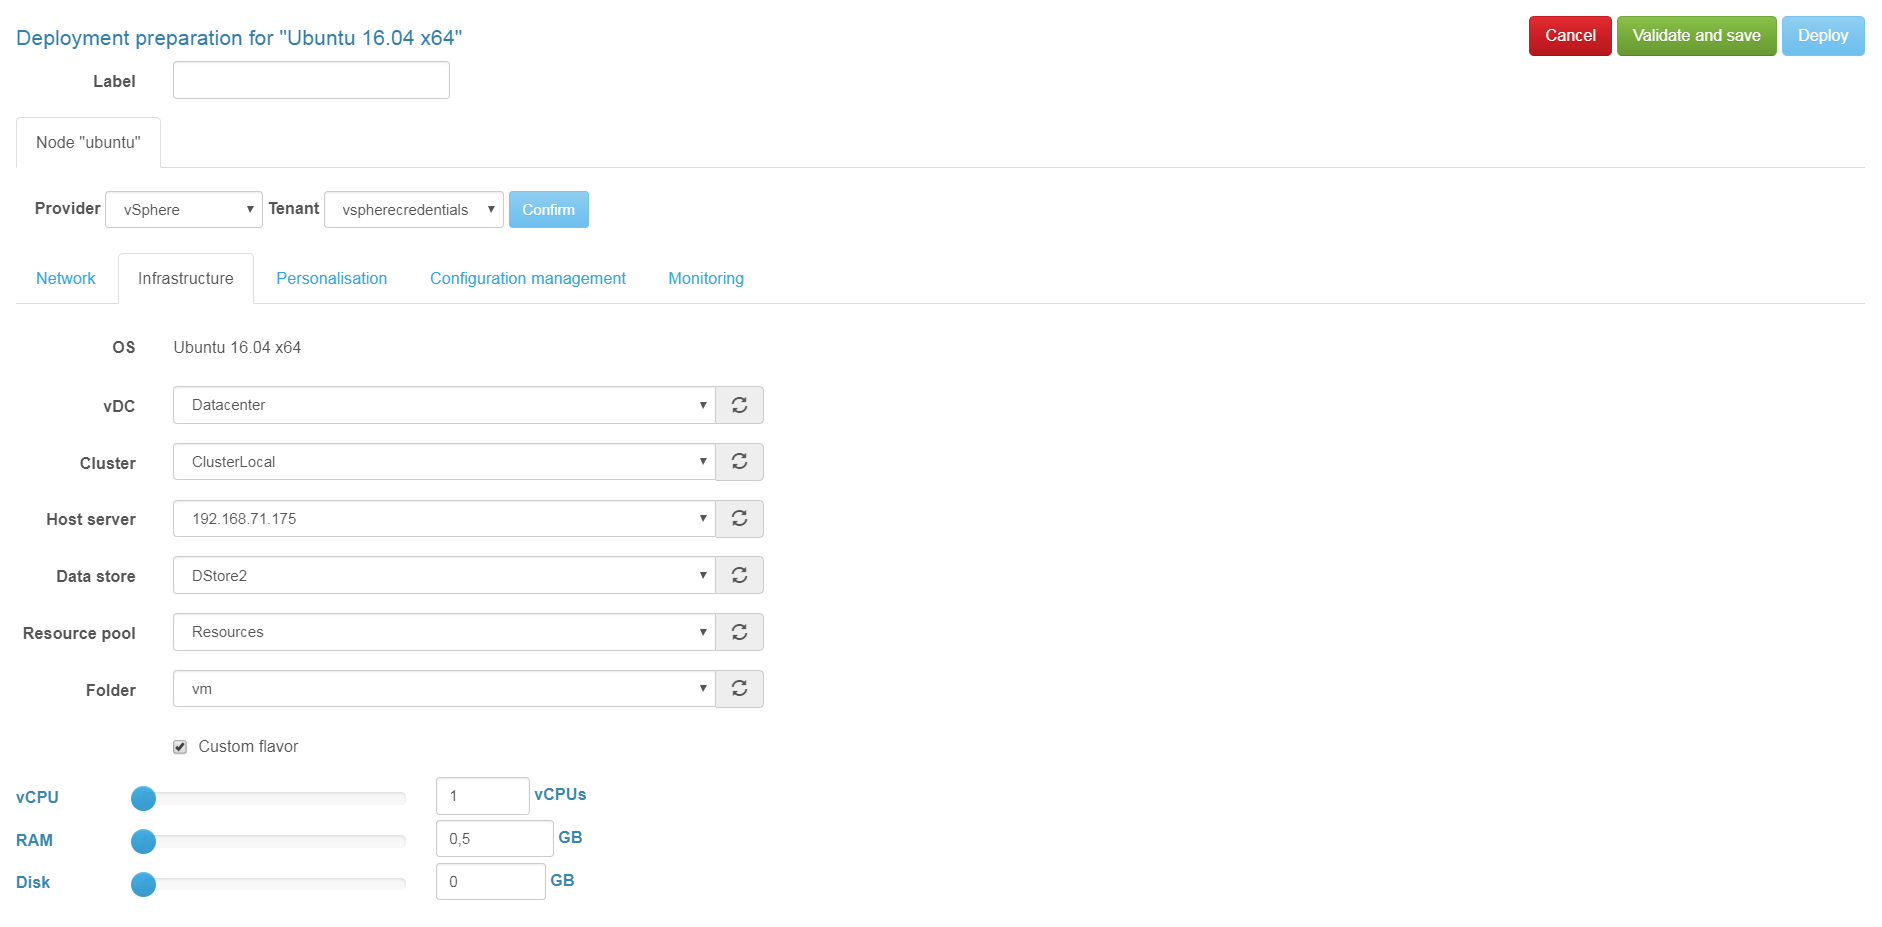 Deployment preparation for "Ubuntu 16.04 x64"
Cancel Validate and save Deploy
Label
Node "ubuntu"
Provider vSphere Tenant vspherecredentials Confirm
Network Infrastructure Personalisation Configuration management Monitoring
OS Ubuntu 16.04 x64
vDC Datacenter
Cluster ClusterLocal
Host server 192.168.71.175
Data store DStore2
Resource pool Resources
Folder vm
Custom flavor
vCPU 1 vCPUs
RAM 0,5 GB
Disk 0 GB